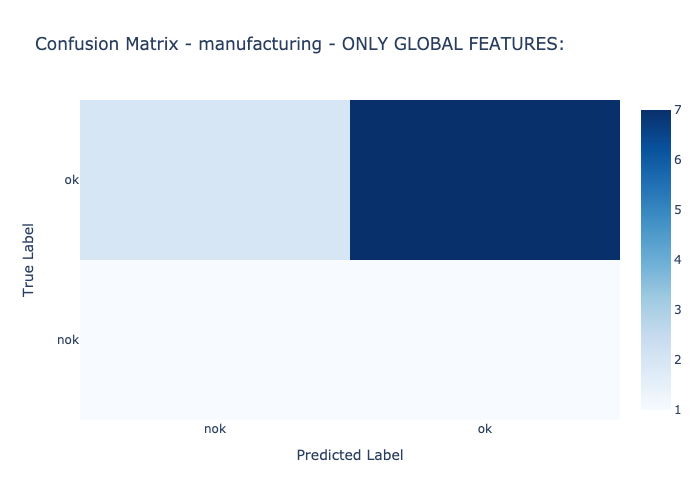 Confusion Matrix - manufacturing - ONLY GLOBAL FEATURES:
True Label
ok
nok
nok
ok
Predicted Label
7
6
5
4
3
2
1